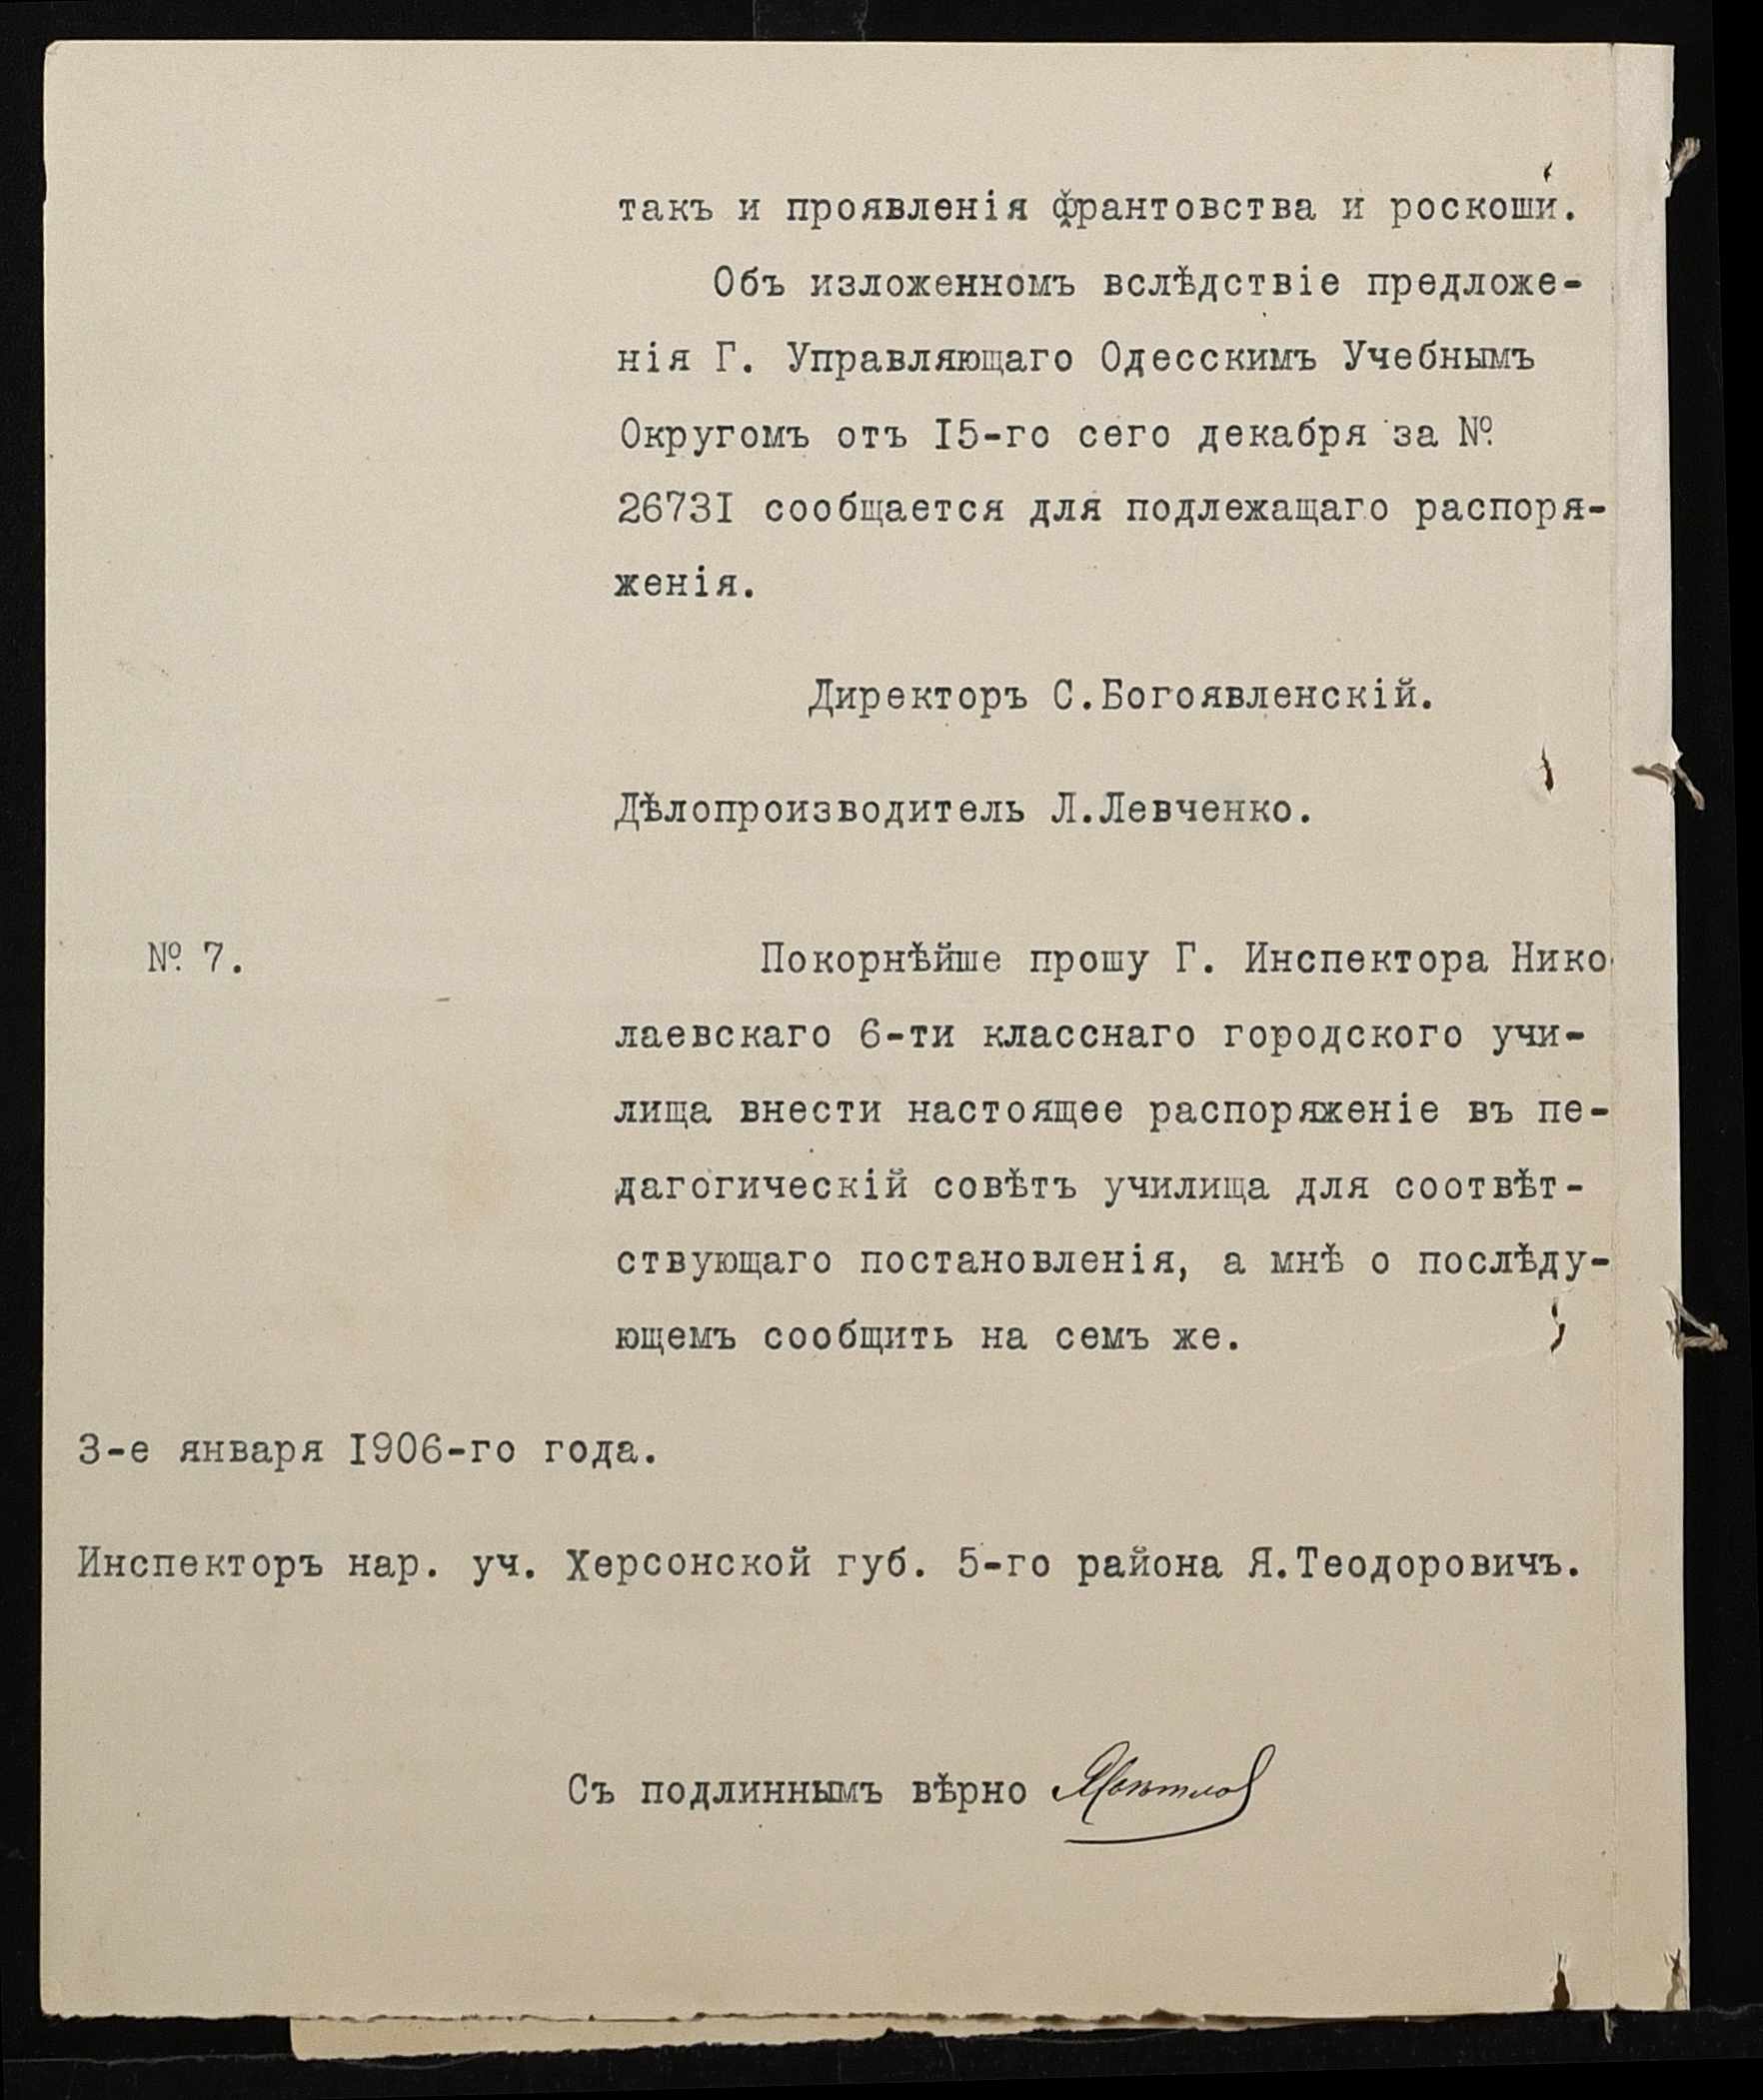 такъ и проявленія франтовства и роскоши.
Объ изложенномъ вслѣдствіе предложе-
нія Г. Управляющаго Одесскимъ Учебнымъ
Округомъ отъ I5-го сего декабря за №
2673I сообщается для подлежащаго распоря-
женія.
Директоръ С.Богоявленскій.
Дѣлопроизводитель Л.Левченко.
№ 7.
Покорнѣйше прошу Г. Инспектора Нико
лаевскаго 6-ти класснаго городского учи-
лища внести настоящее распоряженіе въ пе-
дагогическій совѣтъ училища для соотвѣт-
ствующаго постановленія, а мнѣ о послѣду-
ющемъ сообщить на семъ же.
3-е января I906-го года.
Инспекторъ нар. уч. Херсонской губ. 5-го района Я.Теодоровичъ.
Съ подлиннымъ вѣрно